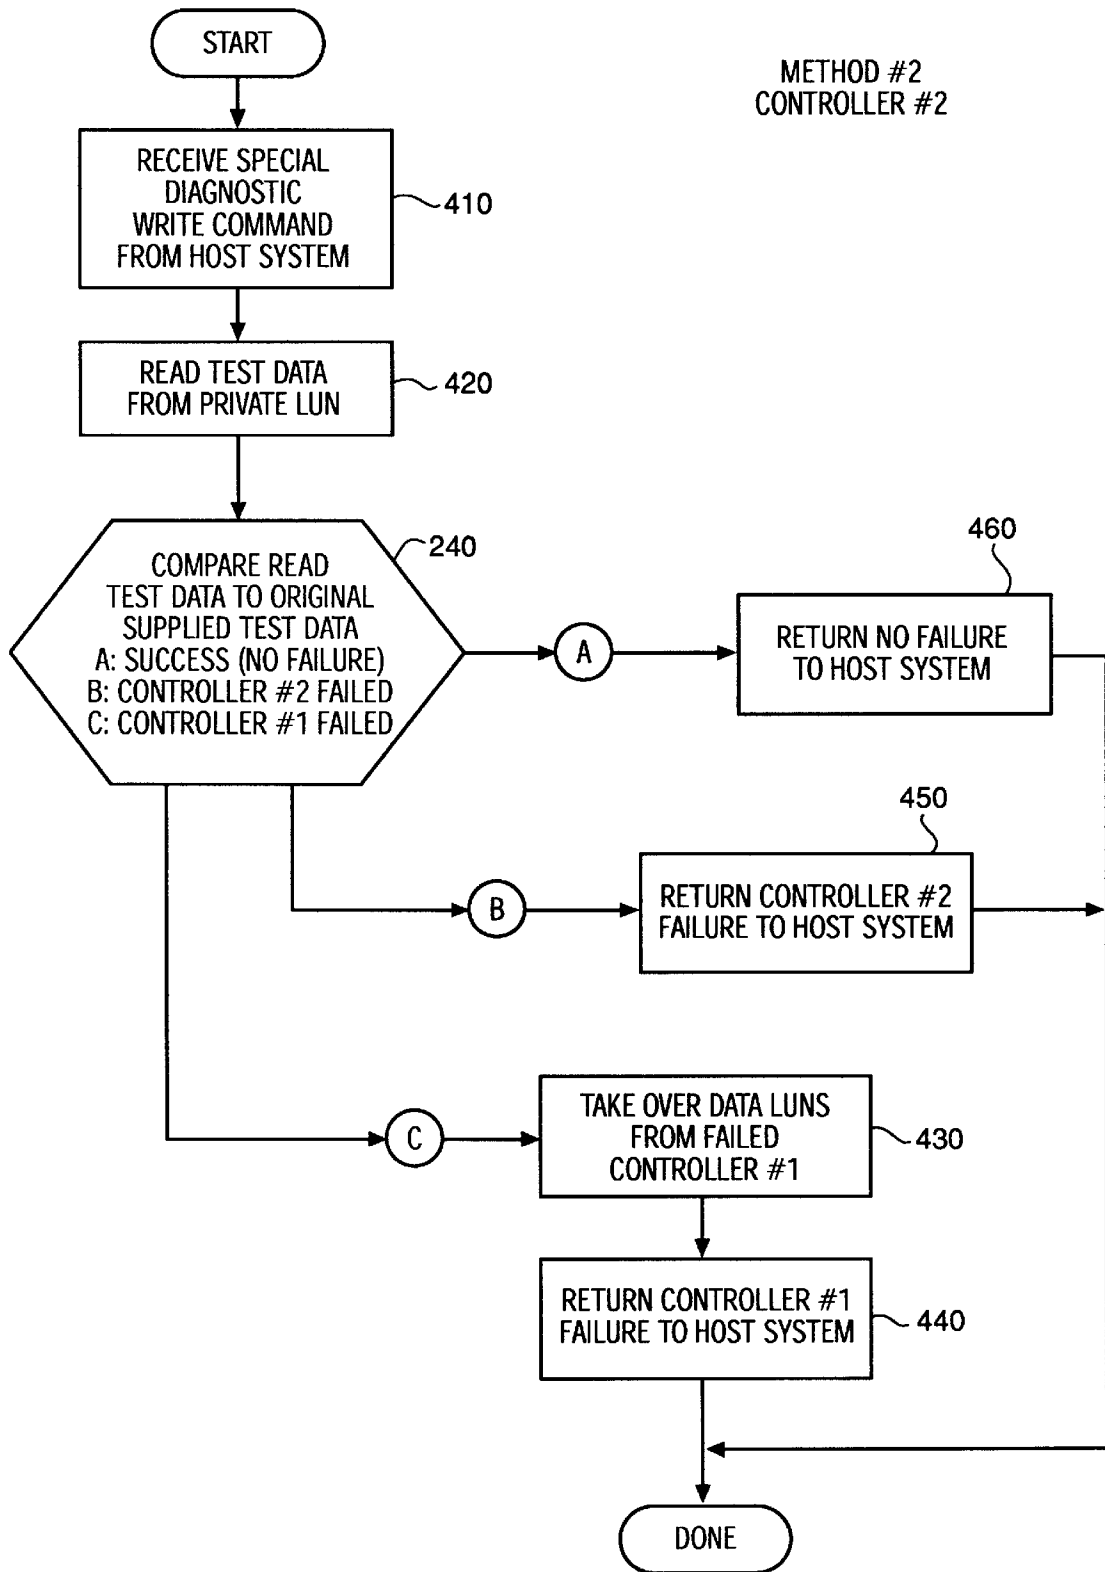 START
METHOD #2
CONTROLLER #2
RECEIVE SPECIAL
DIAGNOSTIC
WRITE COMMAND
FROM HOST SYSTEM
410
READ TEST DATA
FROM PRIVATE LUN
420
COMPARE READ
TEST DATA TO ORIGINAL
SUPPLIED TEST DATA
A: SUCCESS (NO FAILURE)
B: CONTROLLER #2 FAILED
C: CONTROLLER #1 FAILED
240
A
460
RETURN NO FAILURE
TO HOST SYSTEM
B
450
RETURN CONTROLLER #2
FAILURE TO HOST SYSTEM
C
TAKE OVER DATA LUNS
FROM FAILED
CONTROLLER #1
430
RETURN CONTROLLER #1
FAILURE TO HOST SYSTEM
440
DONE